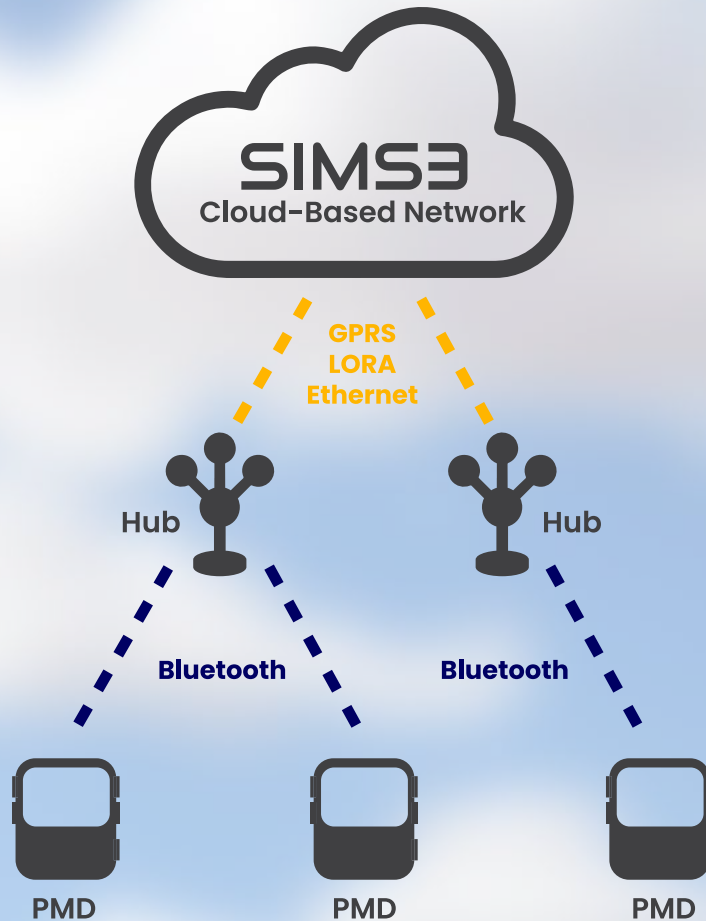 SIMS3
Cloud-Based Network
GPRS
LORA
Ethernet
Hub
Hub
Bluetooth
Bluetooth
PMD
PMD
PMD